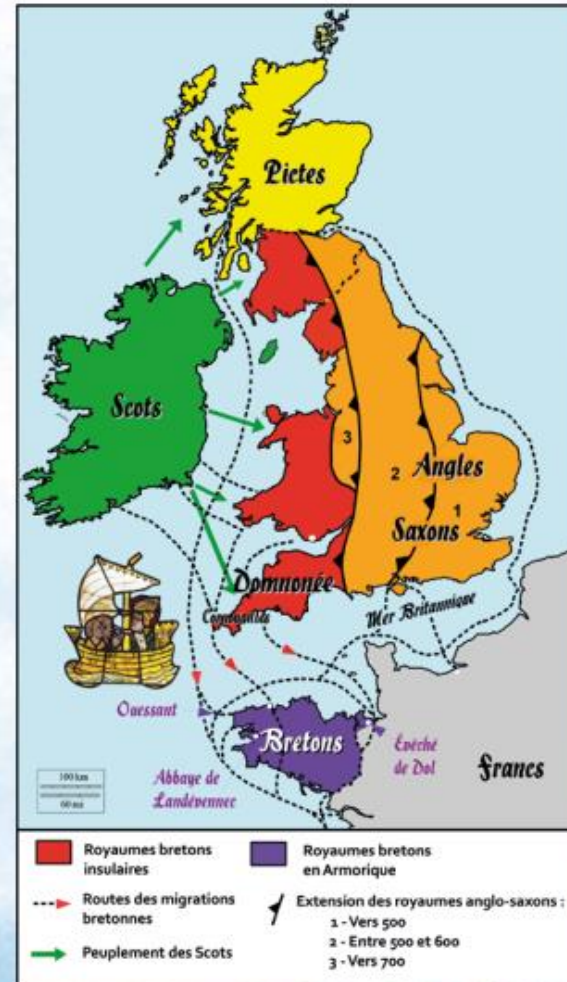 Pictes
Scots
3
2
Angles
1
Saxons
Domnonée
Cornouailles
Mer Britannique
Ouessant
Bretons
Évêché
de Dol
Abbaye de
Landévennec
Francs
100 km
60 mi
Royaumes bretons
insulaires
Royaumes bretons
en Armorique
Routes des migrations
bretonnes
Extension des royaumes anglo-saxons :
1 - Vers 500
2 - Entre 500 et 600
3 - Vers 700
Peuplement des Scots